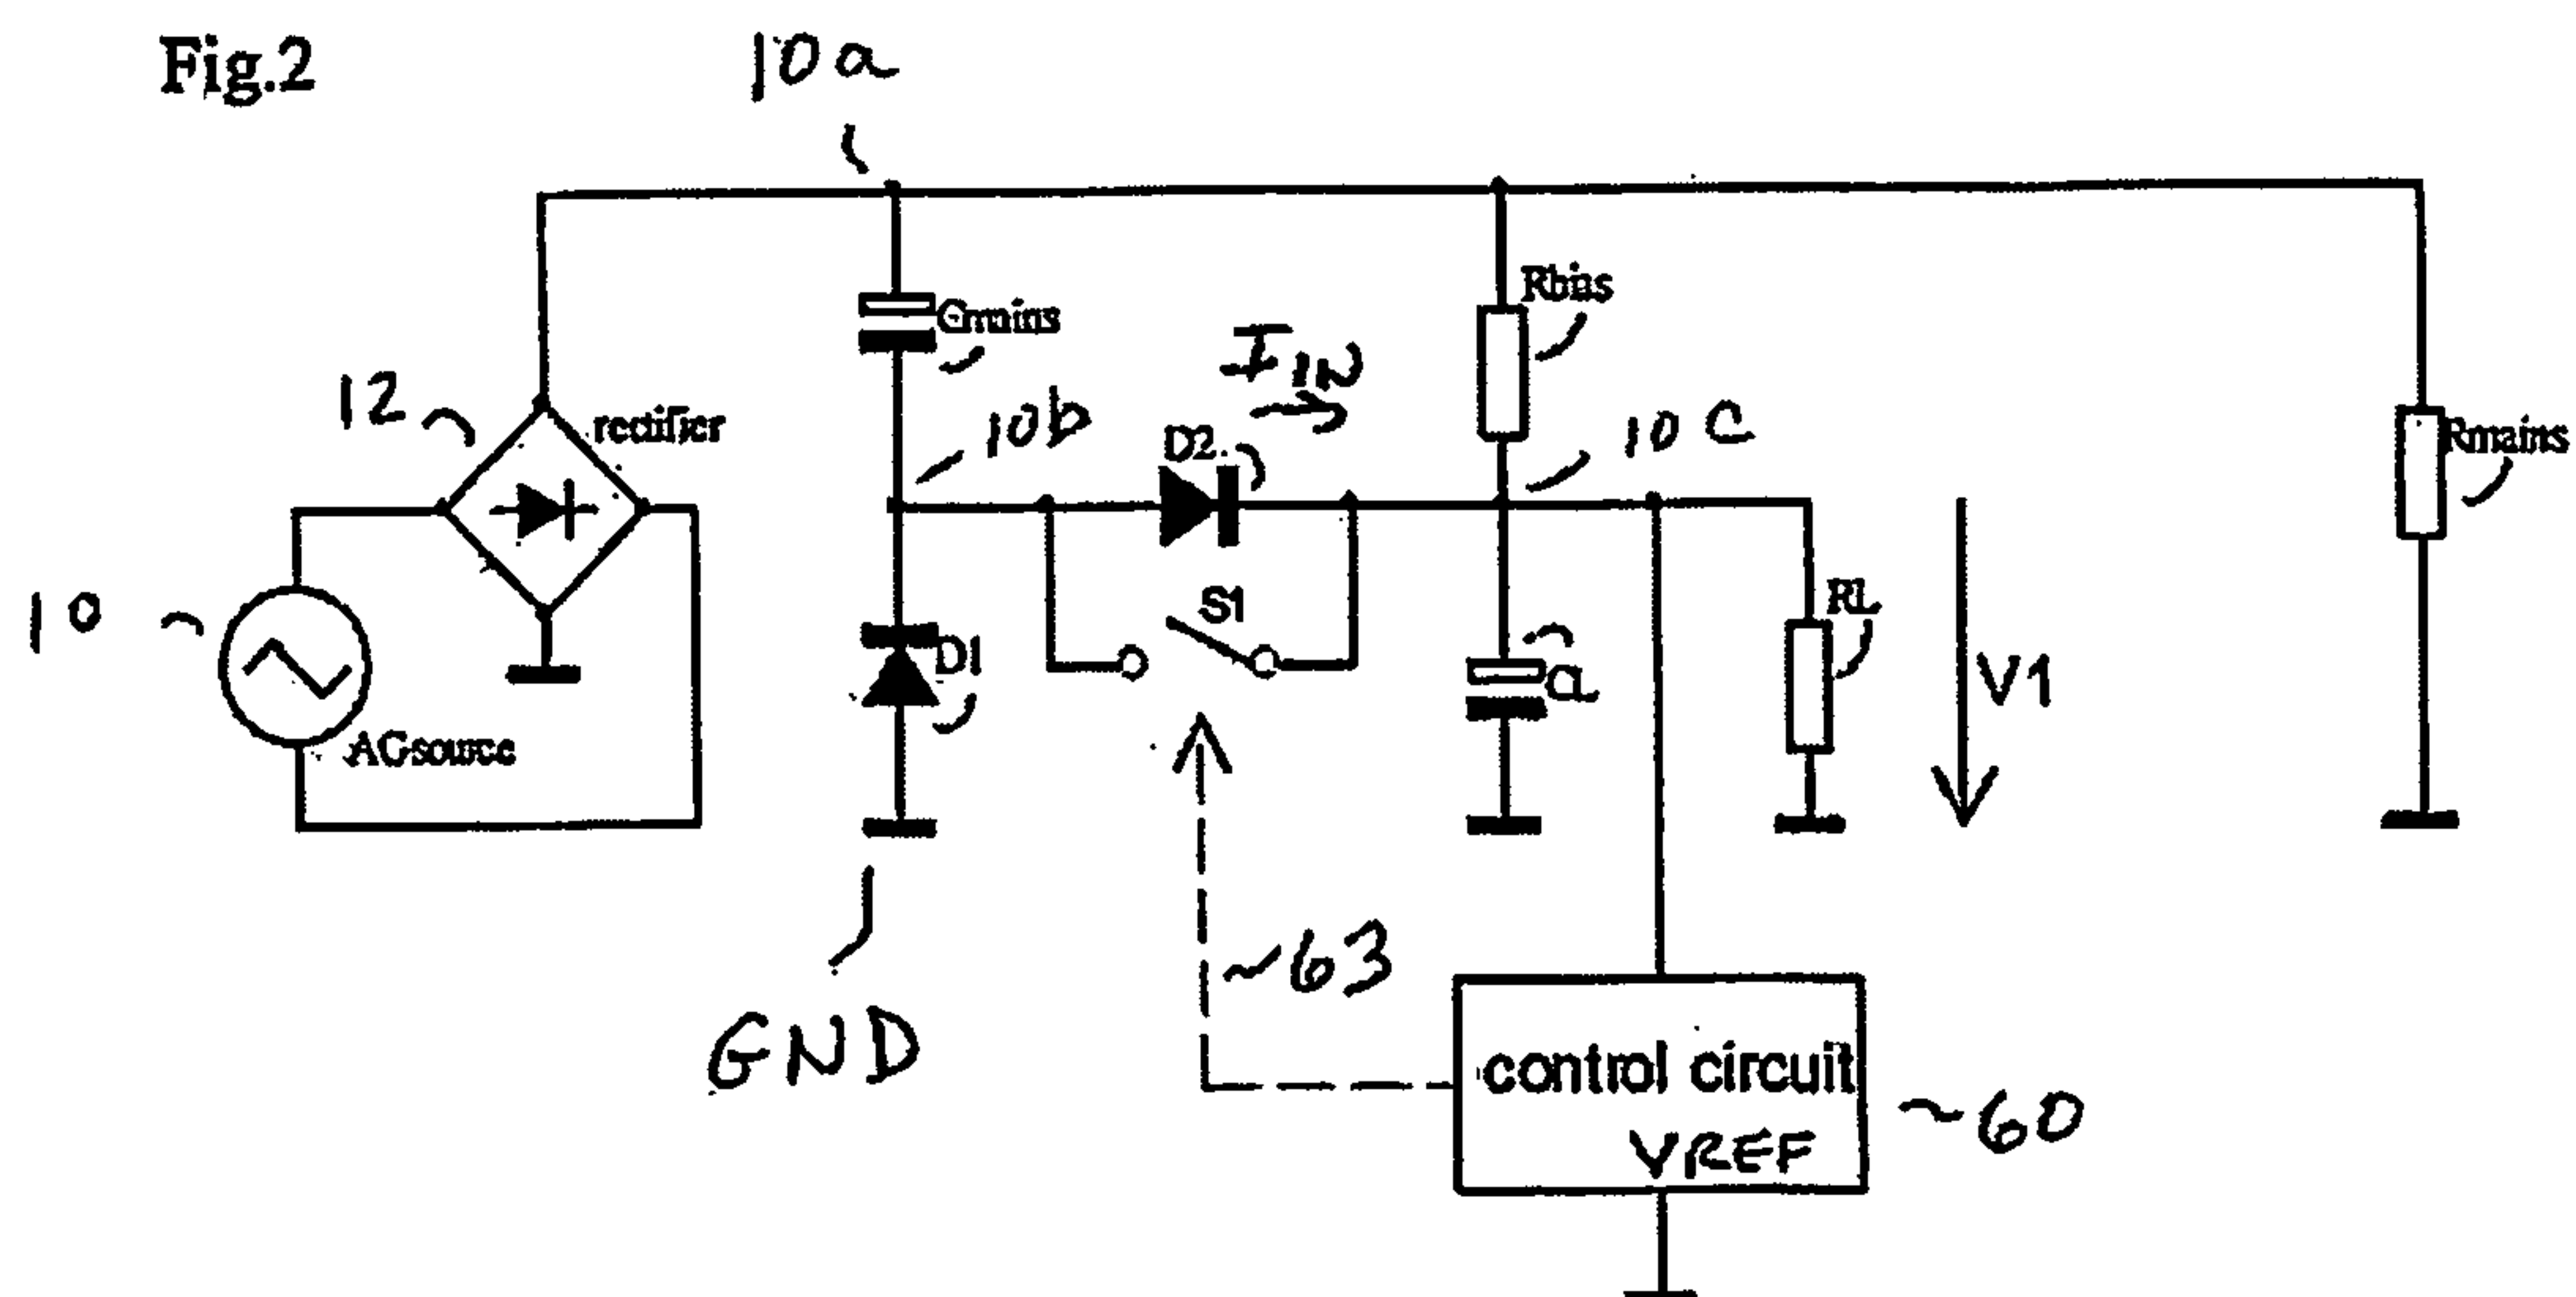 Fig.2
10a
Cmains
Rbias
IIN
12
rectifier
10b
D2
10C
Rmains
10
S1
RL
D1
CL
V1
ACsource
63
GND
control circuit
VREF
60